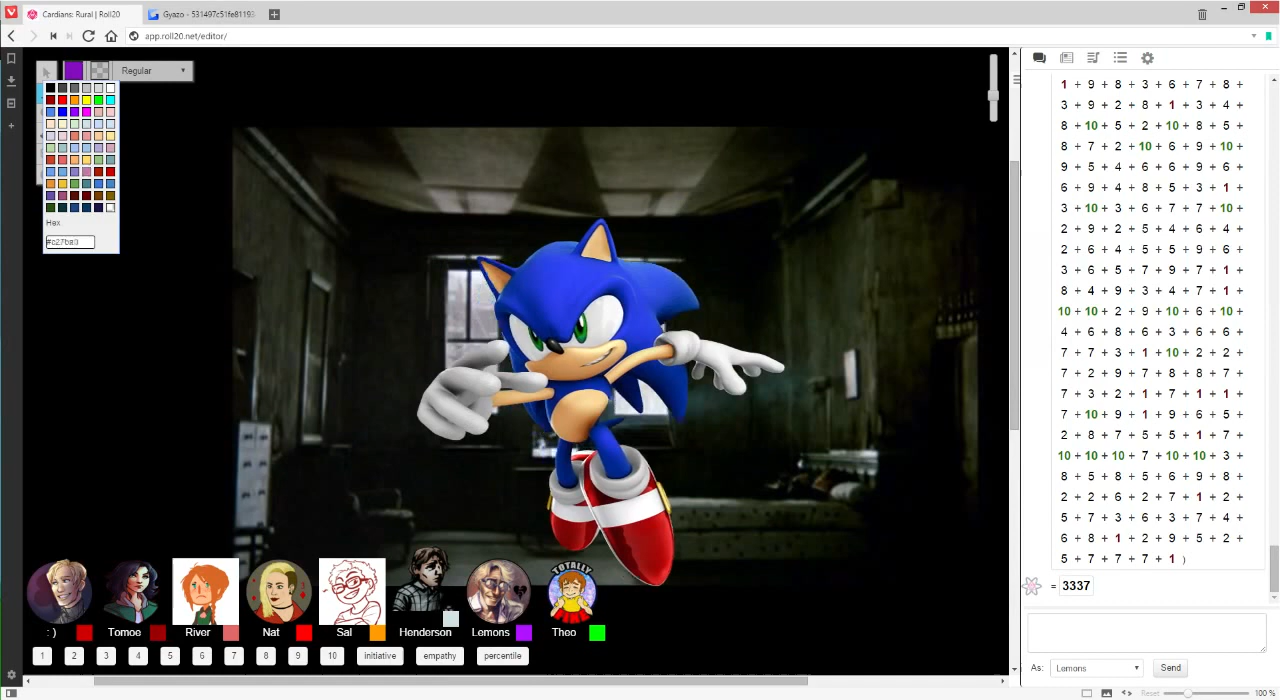 Cardians: Rural | Roll20
Gyazo - 531497c51fe81193
app.roll20.net/editor/
Regular
Hex
1 + 9 + 8 + 3 + 6 + 7 + 8 +
3 + 9 + 2 + 8 + 1 + 3 + 4 +
8 + 10 + 5 + 2 + 10 + 8 + 5 +
8 + 7 + 2 + 10 + 6 + 9 + 10 +
9 + 5 + 4 + 6 + 6 + 9 + 6 +
6 + 9 + 4 + 8 + 5 + 3 + 1 +
3 + 10 + 3 + 6 + 7 + 7 + 10 +
2 + 9 + 2 + 5 + 4 + 6 + 4 +
2 + 6 + 4 + 5 + 5 + 9 + 6 +
3 + 6 + 5 + 7 + 9 + 7 + 1 +
8 + 4 + 9 + 3 + 4 + 7 + 1 +
10 + 10 + 2 + 9 + 10 + 6 + 10 +
4 + 6 + 8 + 6 + 3 + 6 + 6 +
7 + 7 + 3 + 1 + 10 + 2 + 2 +
7 + 2 + 9 + 7 + 8 + 8 + 7 +
7 + 3 + 2 + 1 + 7 + 1 + 1 +
7 + 10 + 9 + 1 + 9 + 6 + 5 +
2 + 8 + 7 + 5 + 5 + 1 + 7 +
10 + 10 + 10 + 7 + 10 + 10 + 3 +
8 + 5 + 8 + 5 + 6 + 9 + 8 +
2 + 2 + 6 + 2 + 7 + 1 + 2 +
5 + 7 + 3 + 6 + 3 + 7 + 4 +
6 + 8 + 1 + 2 + 9 + 5 + 2 +
5 + 7 + 7 + 7 + 1 )
= 3337
TOTALLY
: ) Tomoe River Nat Sal Henderson Lemons Theo
1 2 3 4 5 6 7 8 9 10 initiative empathy percentile
As: Lemons Send
Reset 100 %